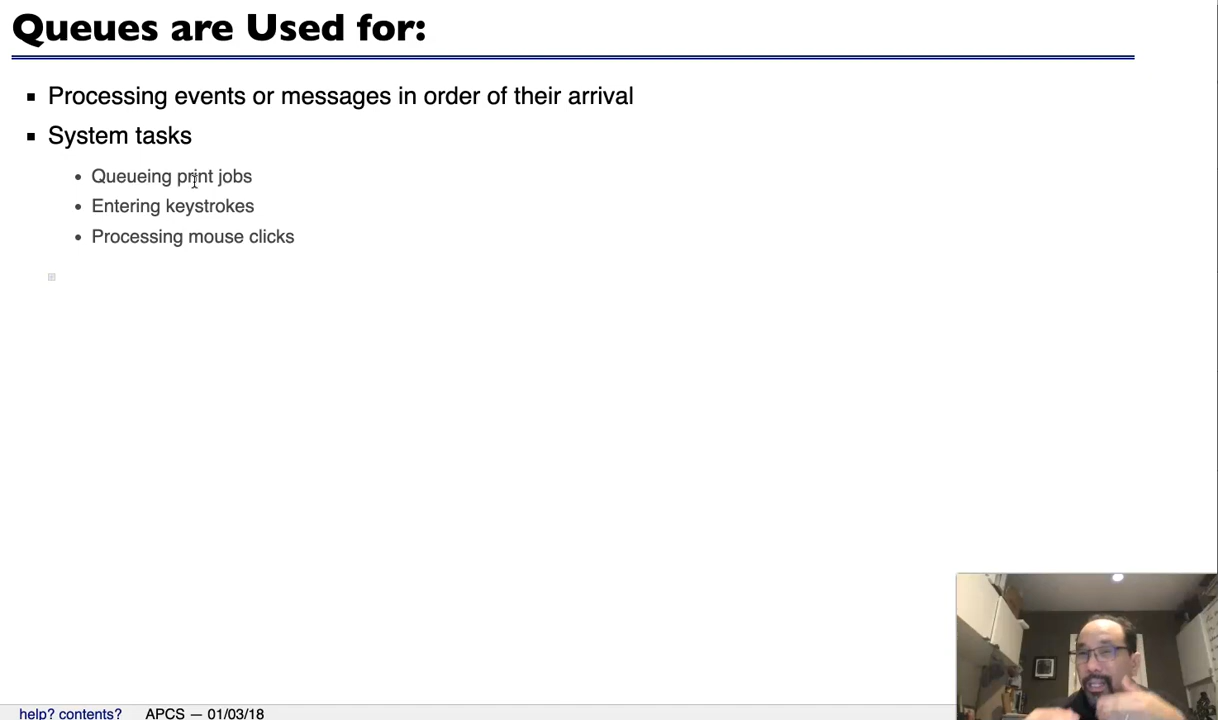 Queues are Used for:
Processing events or messages in order of their arrival
System tasks
Queueing print jobs
Entering keystrokes
Processing mouse clicks
help? contents? APCS — 01/03/18